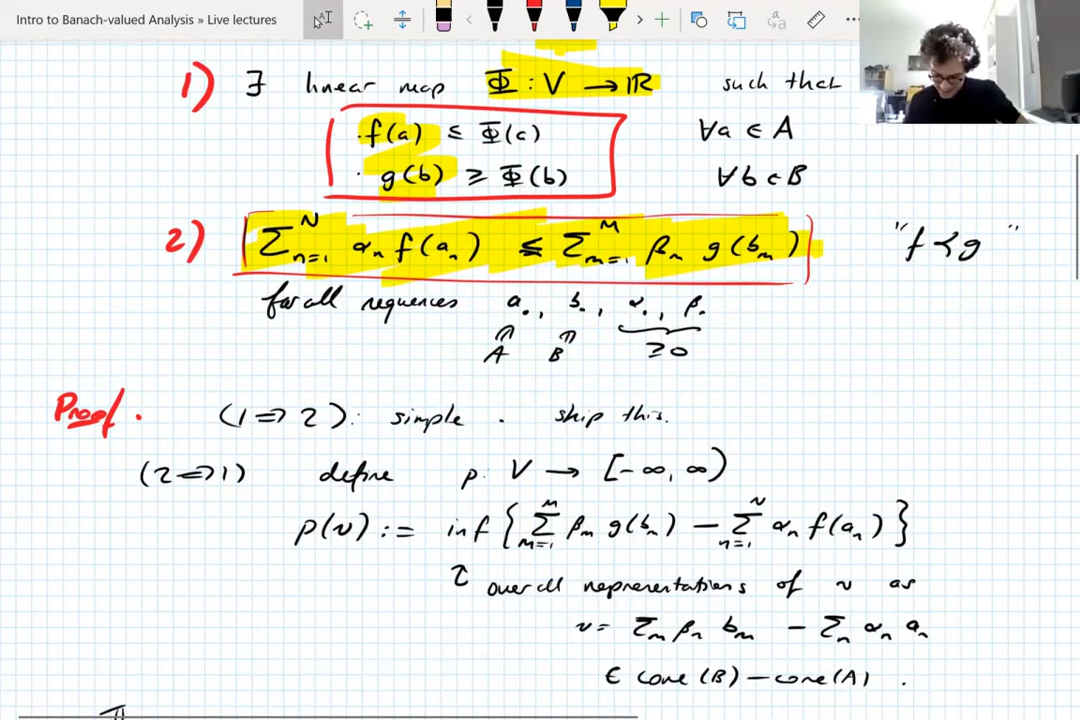 Intro to Banach-valued Analysis » Live lectures
1) ∃ linear map Φ : V → ℝ such that
· f(a) ≤ Φ(c) ∀a ∈ A
· g(b) ≥ Φ(b) ∀b ∈ B
2) Σ_{n=1}^N α_n f(a_n) ≤ Σ_{m=1}^M β_m g(b_m) "f ≺ g"
for all sequences a., b., α., β.
∩ ∩
A B ≥0
Proof. (1 ⇒ 2): simple. skip this.
(2 ⇔ 1) define p: V → [-∞, ∞)
p(v) := inf { Σ_{m=1}^M β_m g(b_m) − Σ_{n=1}^N α_n f(a_n) }
over all representations of v as
v = Σ_m β_m b_m − Σ_n α_n a_n
∈ cone(B) − cone(A).